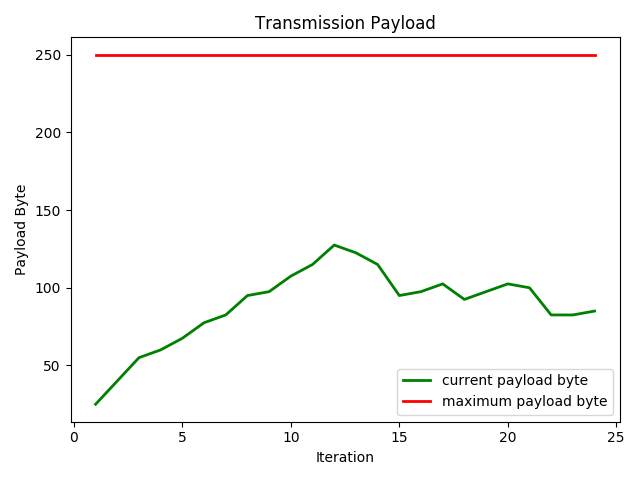 Transmission Payload
250
200
150
100
50
Payload Byte
current payload byte
maximum payload byte
0
5
10
15
20
25
Iteration